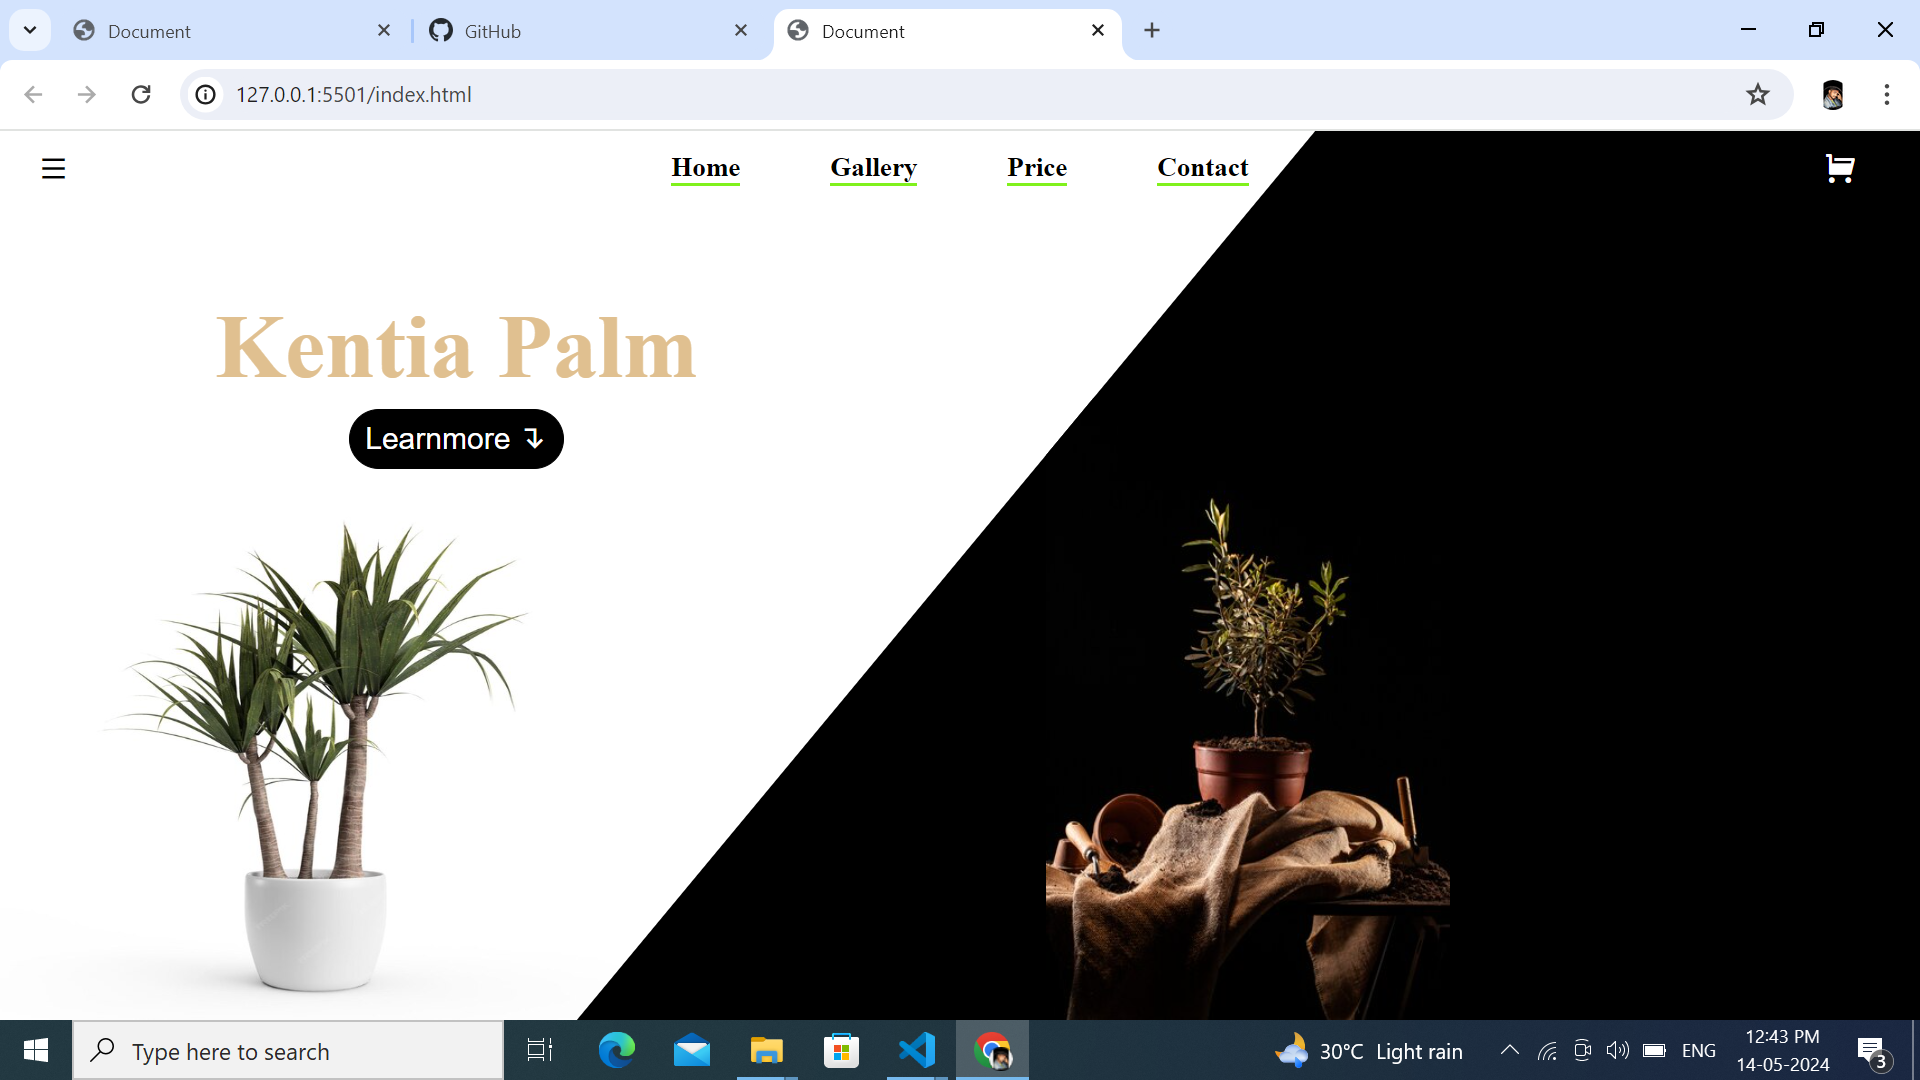 Document
GitHub
Document
127.0.0.1:5501/index.html
Home Gallery Price Contact
Kentia Palm
Learnmore ↴
Type here to search
30°C Light rain
ENG
12:43 PM
14-05-2024
3